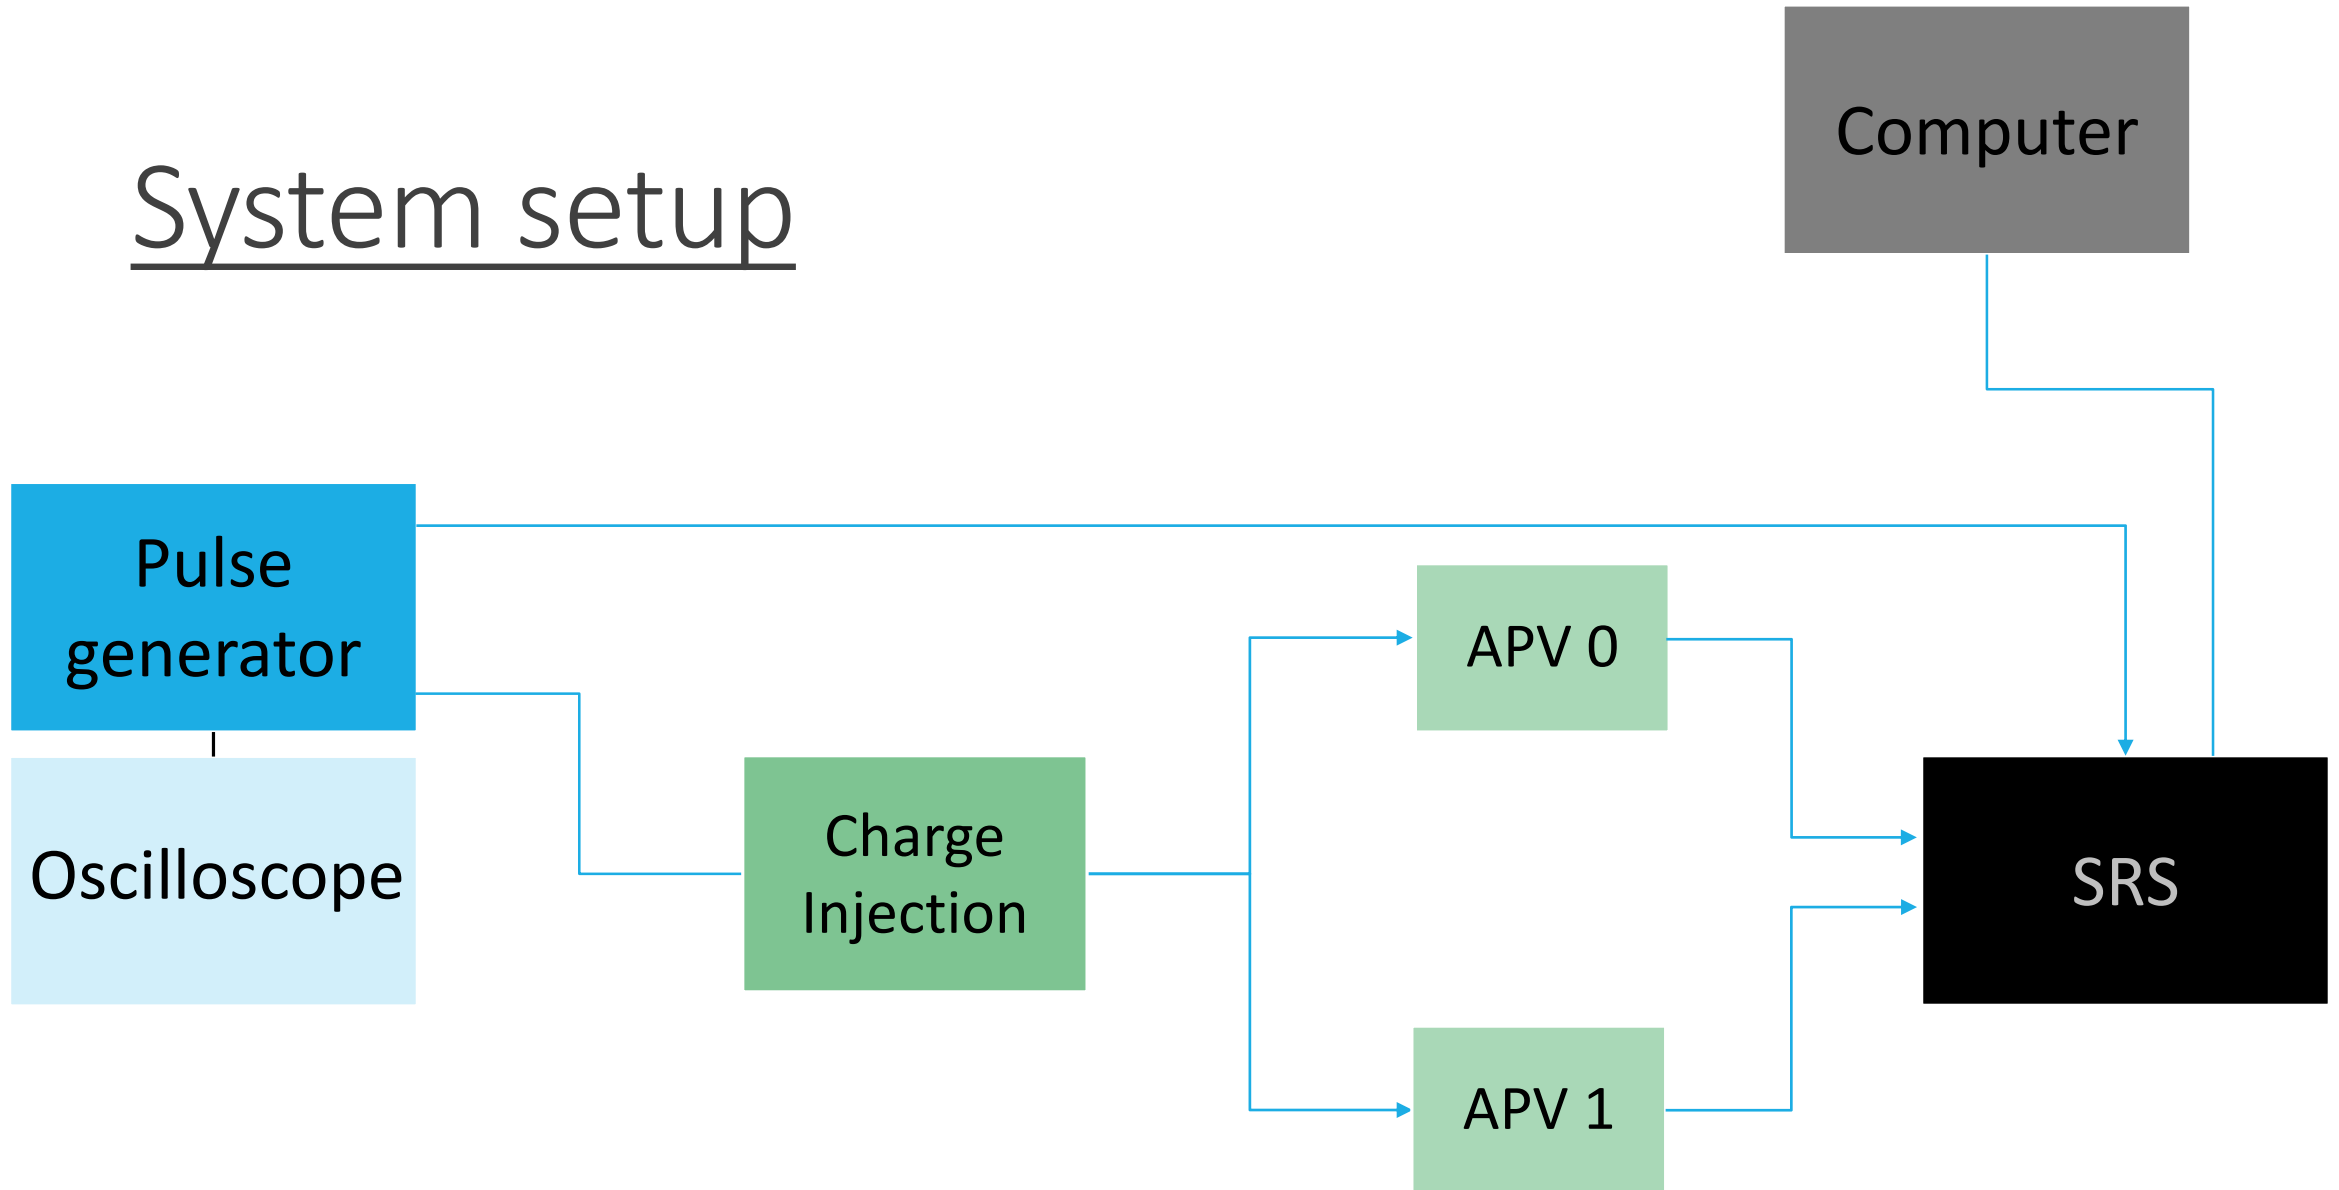 System setup
Computer
Pulse
generator
Oscilloscope
Charge
Injection
APV 0
APV 1
SRS